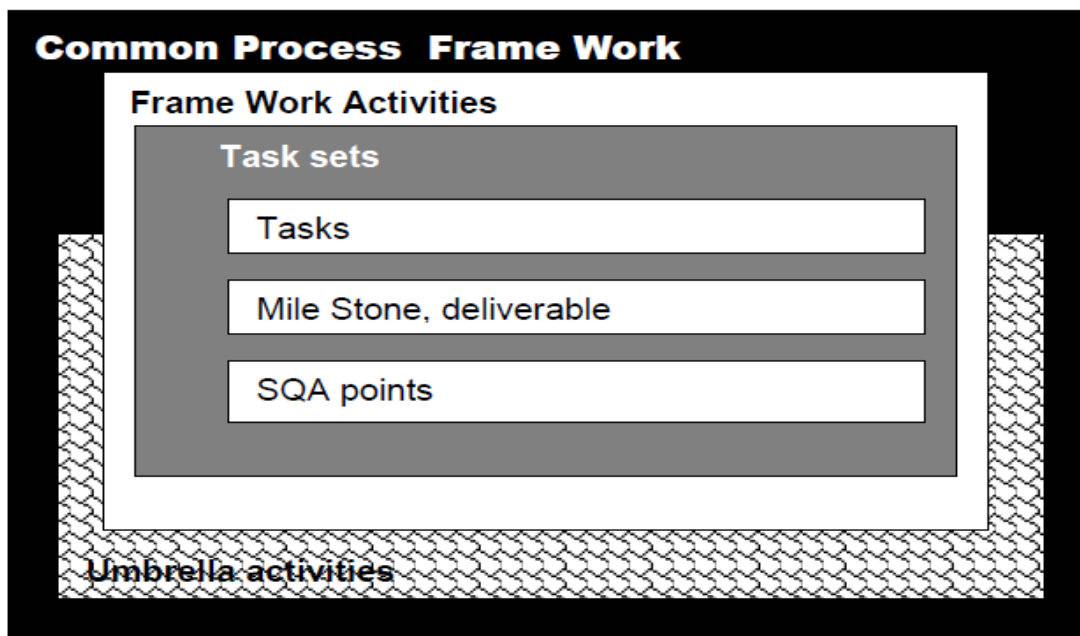 Common Process Frame Work
Frame Work Activities
Task sets
Tasks
Mile Stone, deliverable
SQA points
Umbrella activities